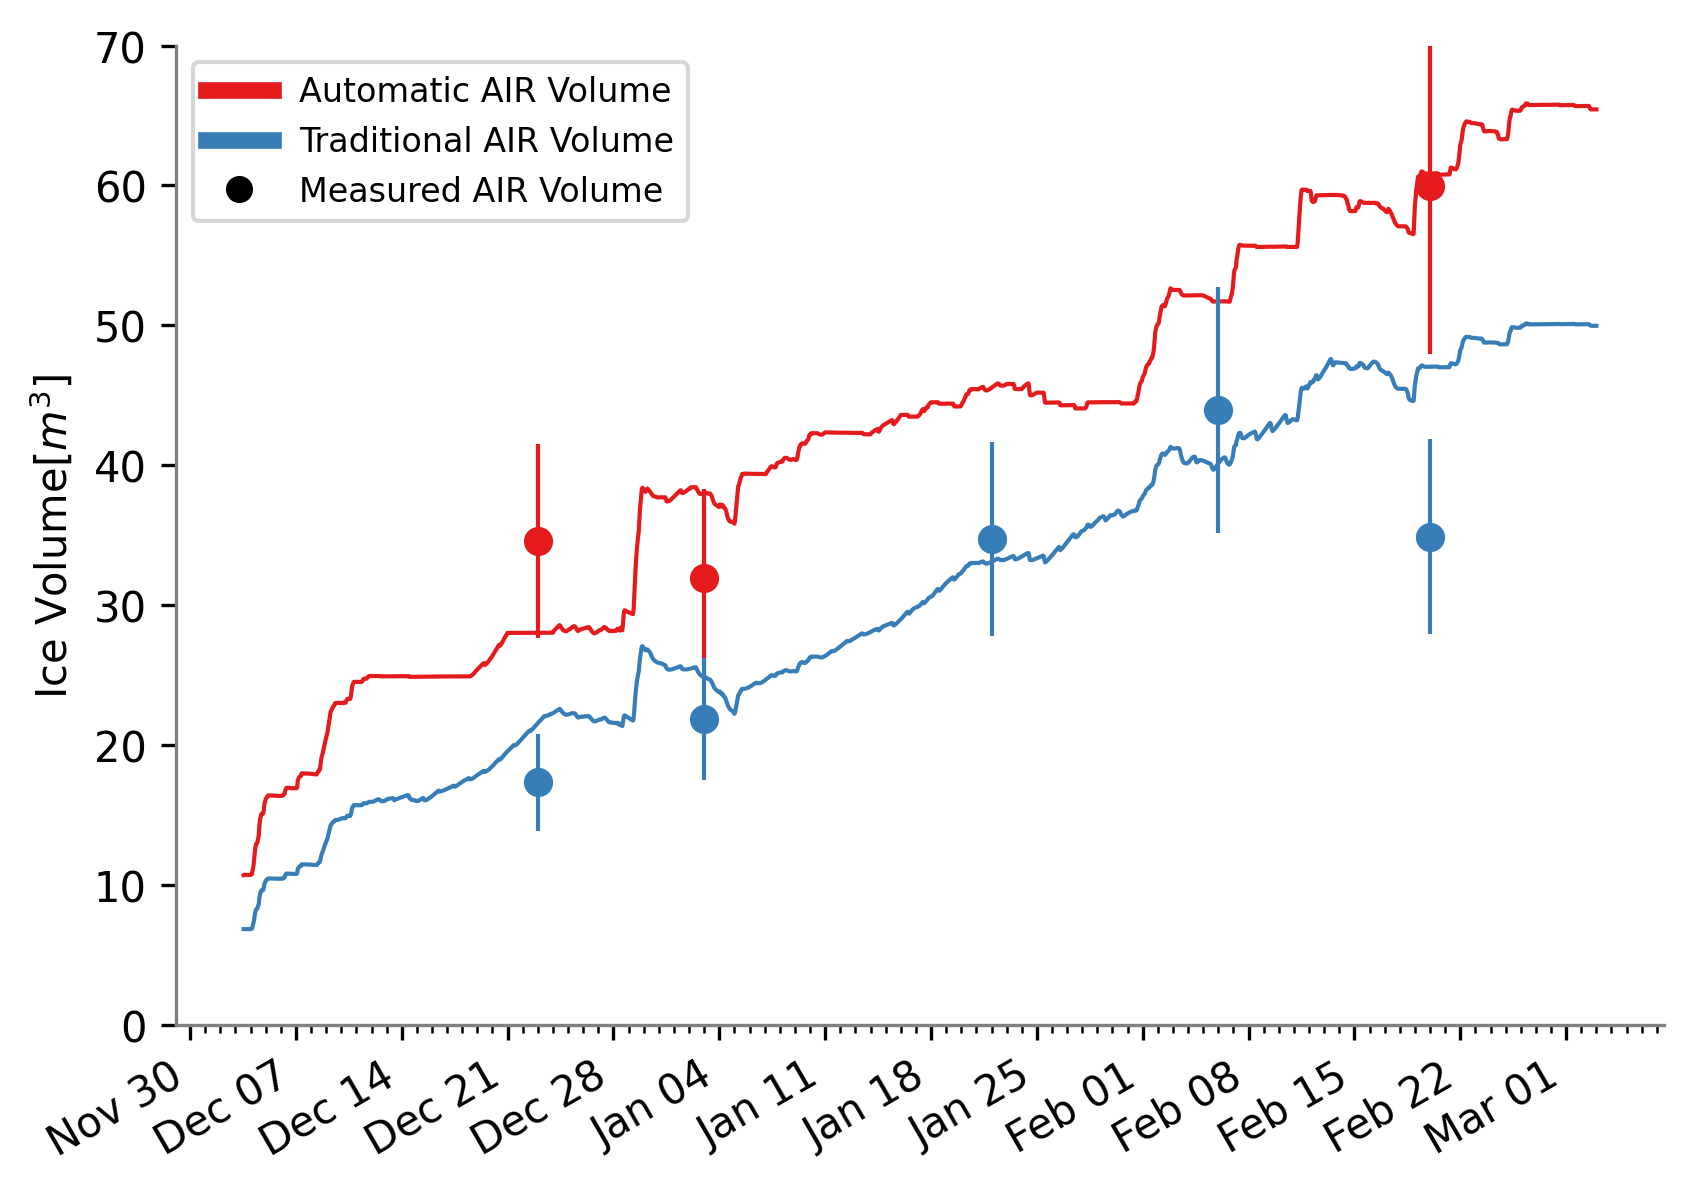 70
60
50
40
30
20
10
0
Ice Volume[m³]
Automatic AIR Volume
Traditional AIR Volume
Measured AIR Volume
Nov 30
Dec 07
Dec 14
Dec 21
Dec 28
Jan 04
Jan 11
Jan 18
Jan 25
Feb 01
Feb 08
Feb 15
Feb 22
Mar 01